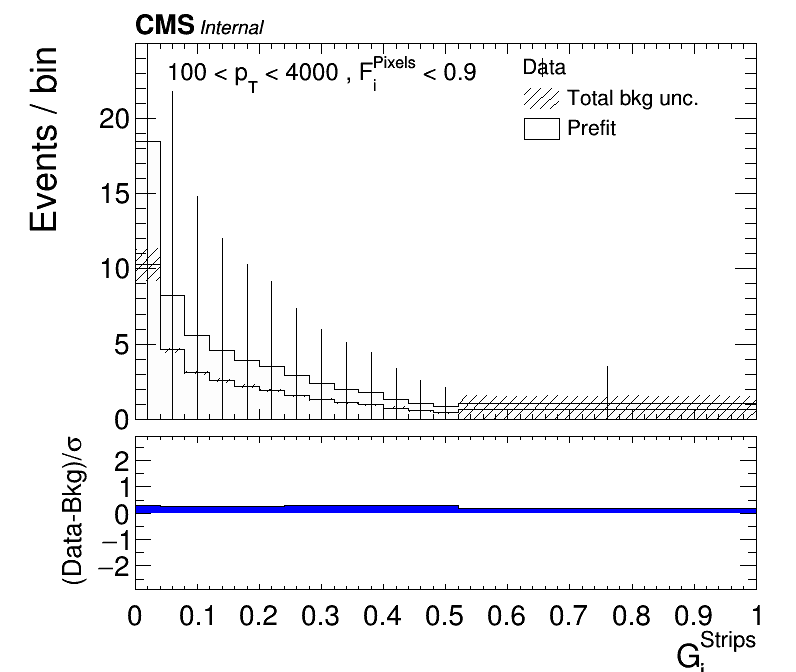 CMS Internal
100 < p_T < 4000 , F_i^Pixels < 0.9
Data
Total bkg unc.
Prefit
Events / bin
20
15
10
5
0
(Data-Bkg)/σ
2
1
0
−1
−2
0 0.1 0.2 0.3 0.4 0.5 0.6 0.7 0.8 0.9 1
G_i^Strips